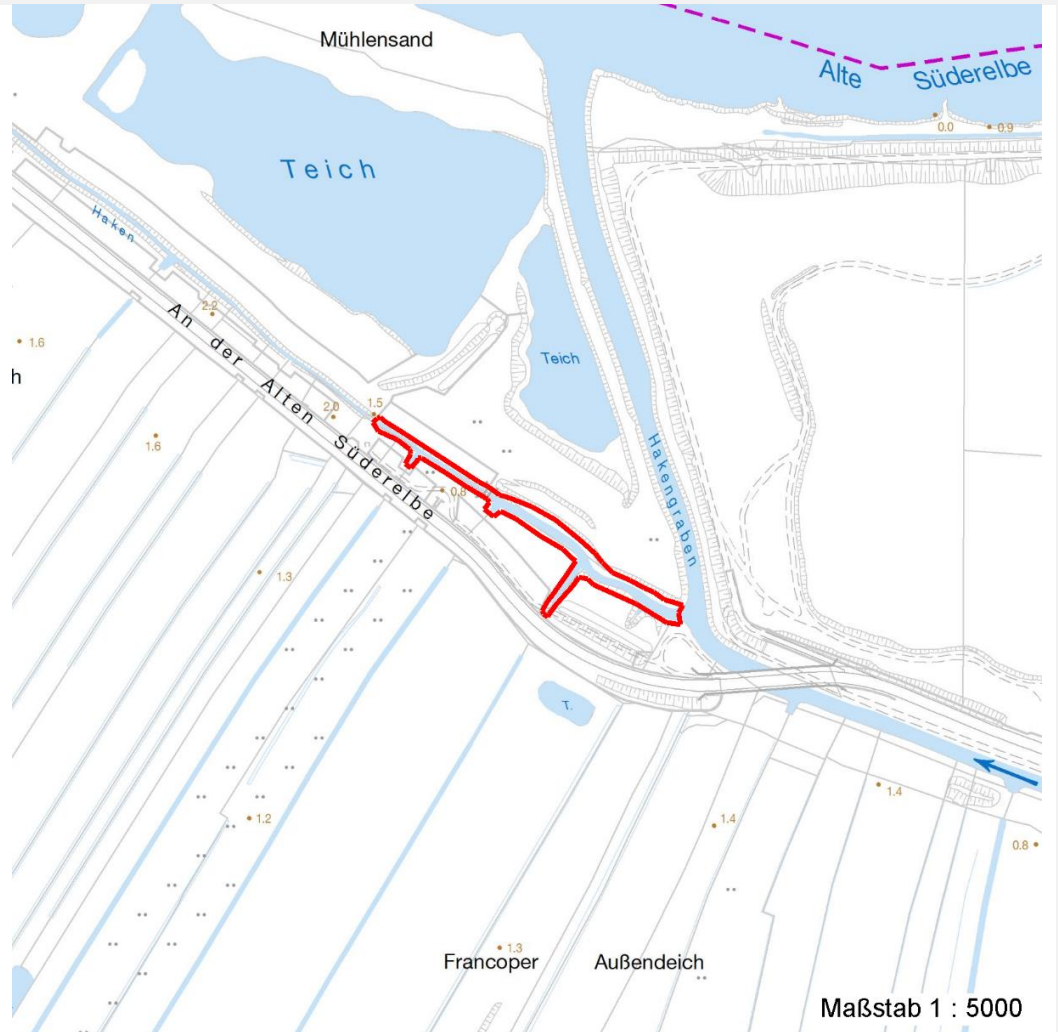 Mühlensand
Alte Süderelbe
0.0
0.9
Teich
Haken
2.2
1.6
An der Alten Süderelbe
Teich
h
2.0
1.5
1.6
Hakengraben
0.8
1.3
T.
1.4
1.2
1.4
0.8
1.3
Francoper Außendeich
Maßstab 1 : 5000